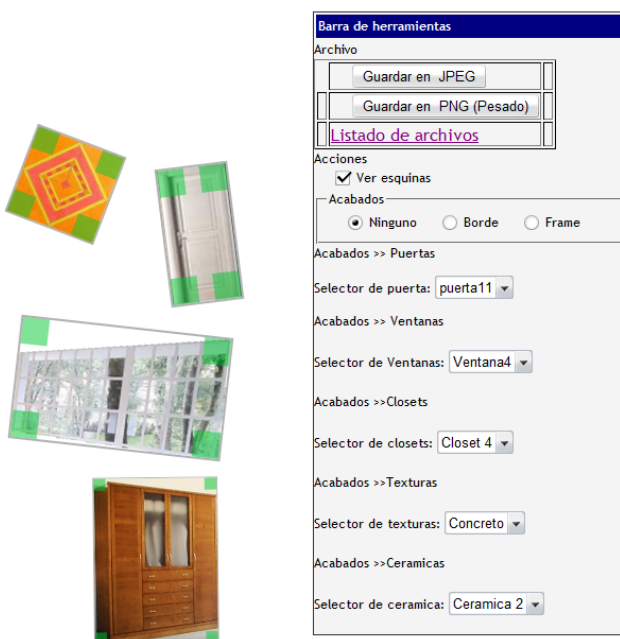 Barra de herramientas
Archivo
Guardar en JPEG
Guardar en PNG (Pesado)
Listado de archivos
Acciones
Ver esquinas
Acabados
Ninguno Borde Frame
Acabados >> Puertas
Selector de puerta: puerta11
Acabados >> Ventanas
Selector de Ventanas: Ventana4
Acabados >>Closets
Selector de closets: Closet 4
Acabados >>Texturas
Selector de texturas: Concreto
Acabados >>Ceramicas
Selector de ceramica: Ceramica 2